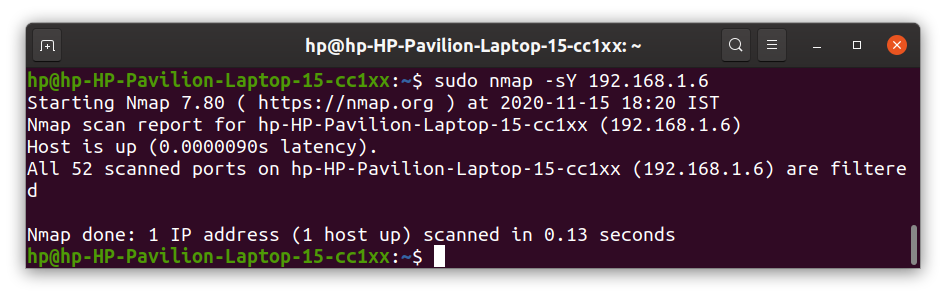 hp@hp-HP-Pavilion-Laptop-15-cc1xx: ~
hp@hp-HP-Pavilion-Laptop-15-cc1xx:~$ sudo nmap -sY 192.168.1.6
Starting Nmap 7.80 ( https://nmap.org ) at 2020-11-15 18:20 IST
Nmap scan report for hp-HP-Pavilion-Laptop-15-cc1xx (192.168.1.6)
Host is up (0.0000090s latency).
All 52 scanned ports on hp-HP-Pavilion-Laptop-15-cc1xx (192.168.1.6) are filtere
d
Nmap done: 1 IP address (1 host up) scanned in 0.13 seconds
hp@hp-HP-Pavilion-Laptop-15-cc1xx:~$